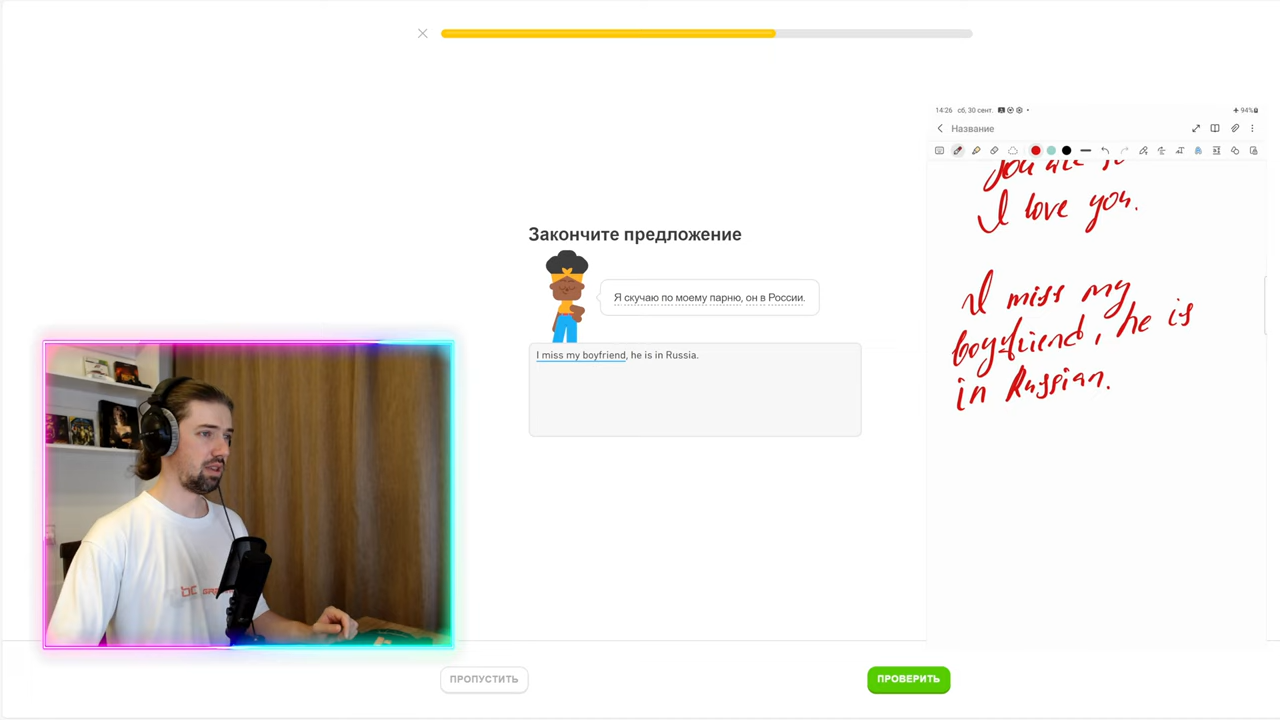 Закончите предложение
Я скучаю по моему парню, он в России.
I miss my boyfriend, he is in Russia.
ПРОПУСТИТЬ
ПРОВЕРИТЬ
14:26 сб, 30 сент.
94%
Название
I love you.
I miss my
boyfriend, he is
in Russian.